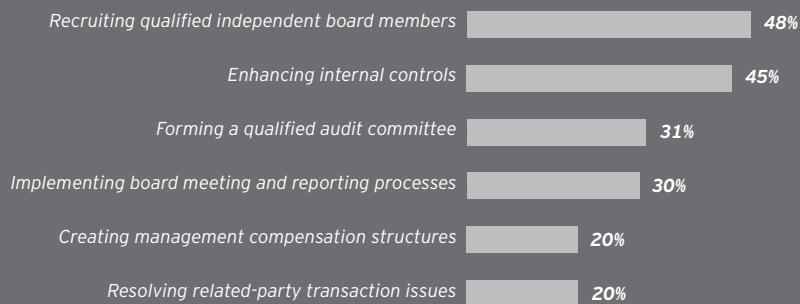 Recruiting qualified independent board members 48%
Enhancing internal controls 45%
Forming a qualified audit committee 31%
Implementing board meeting and reporting processes 30%
Creating management compensation structures 20%
Resolving related-party transaction issues 20%